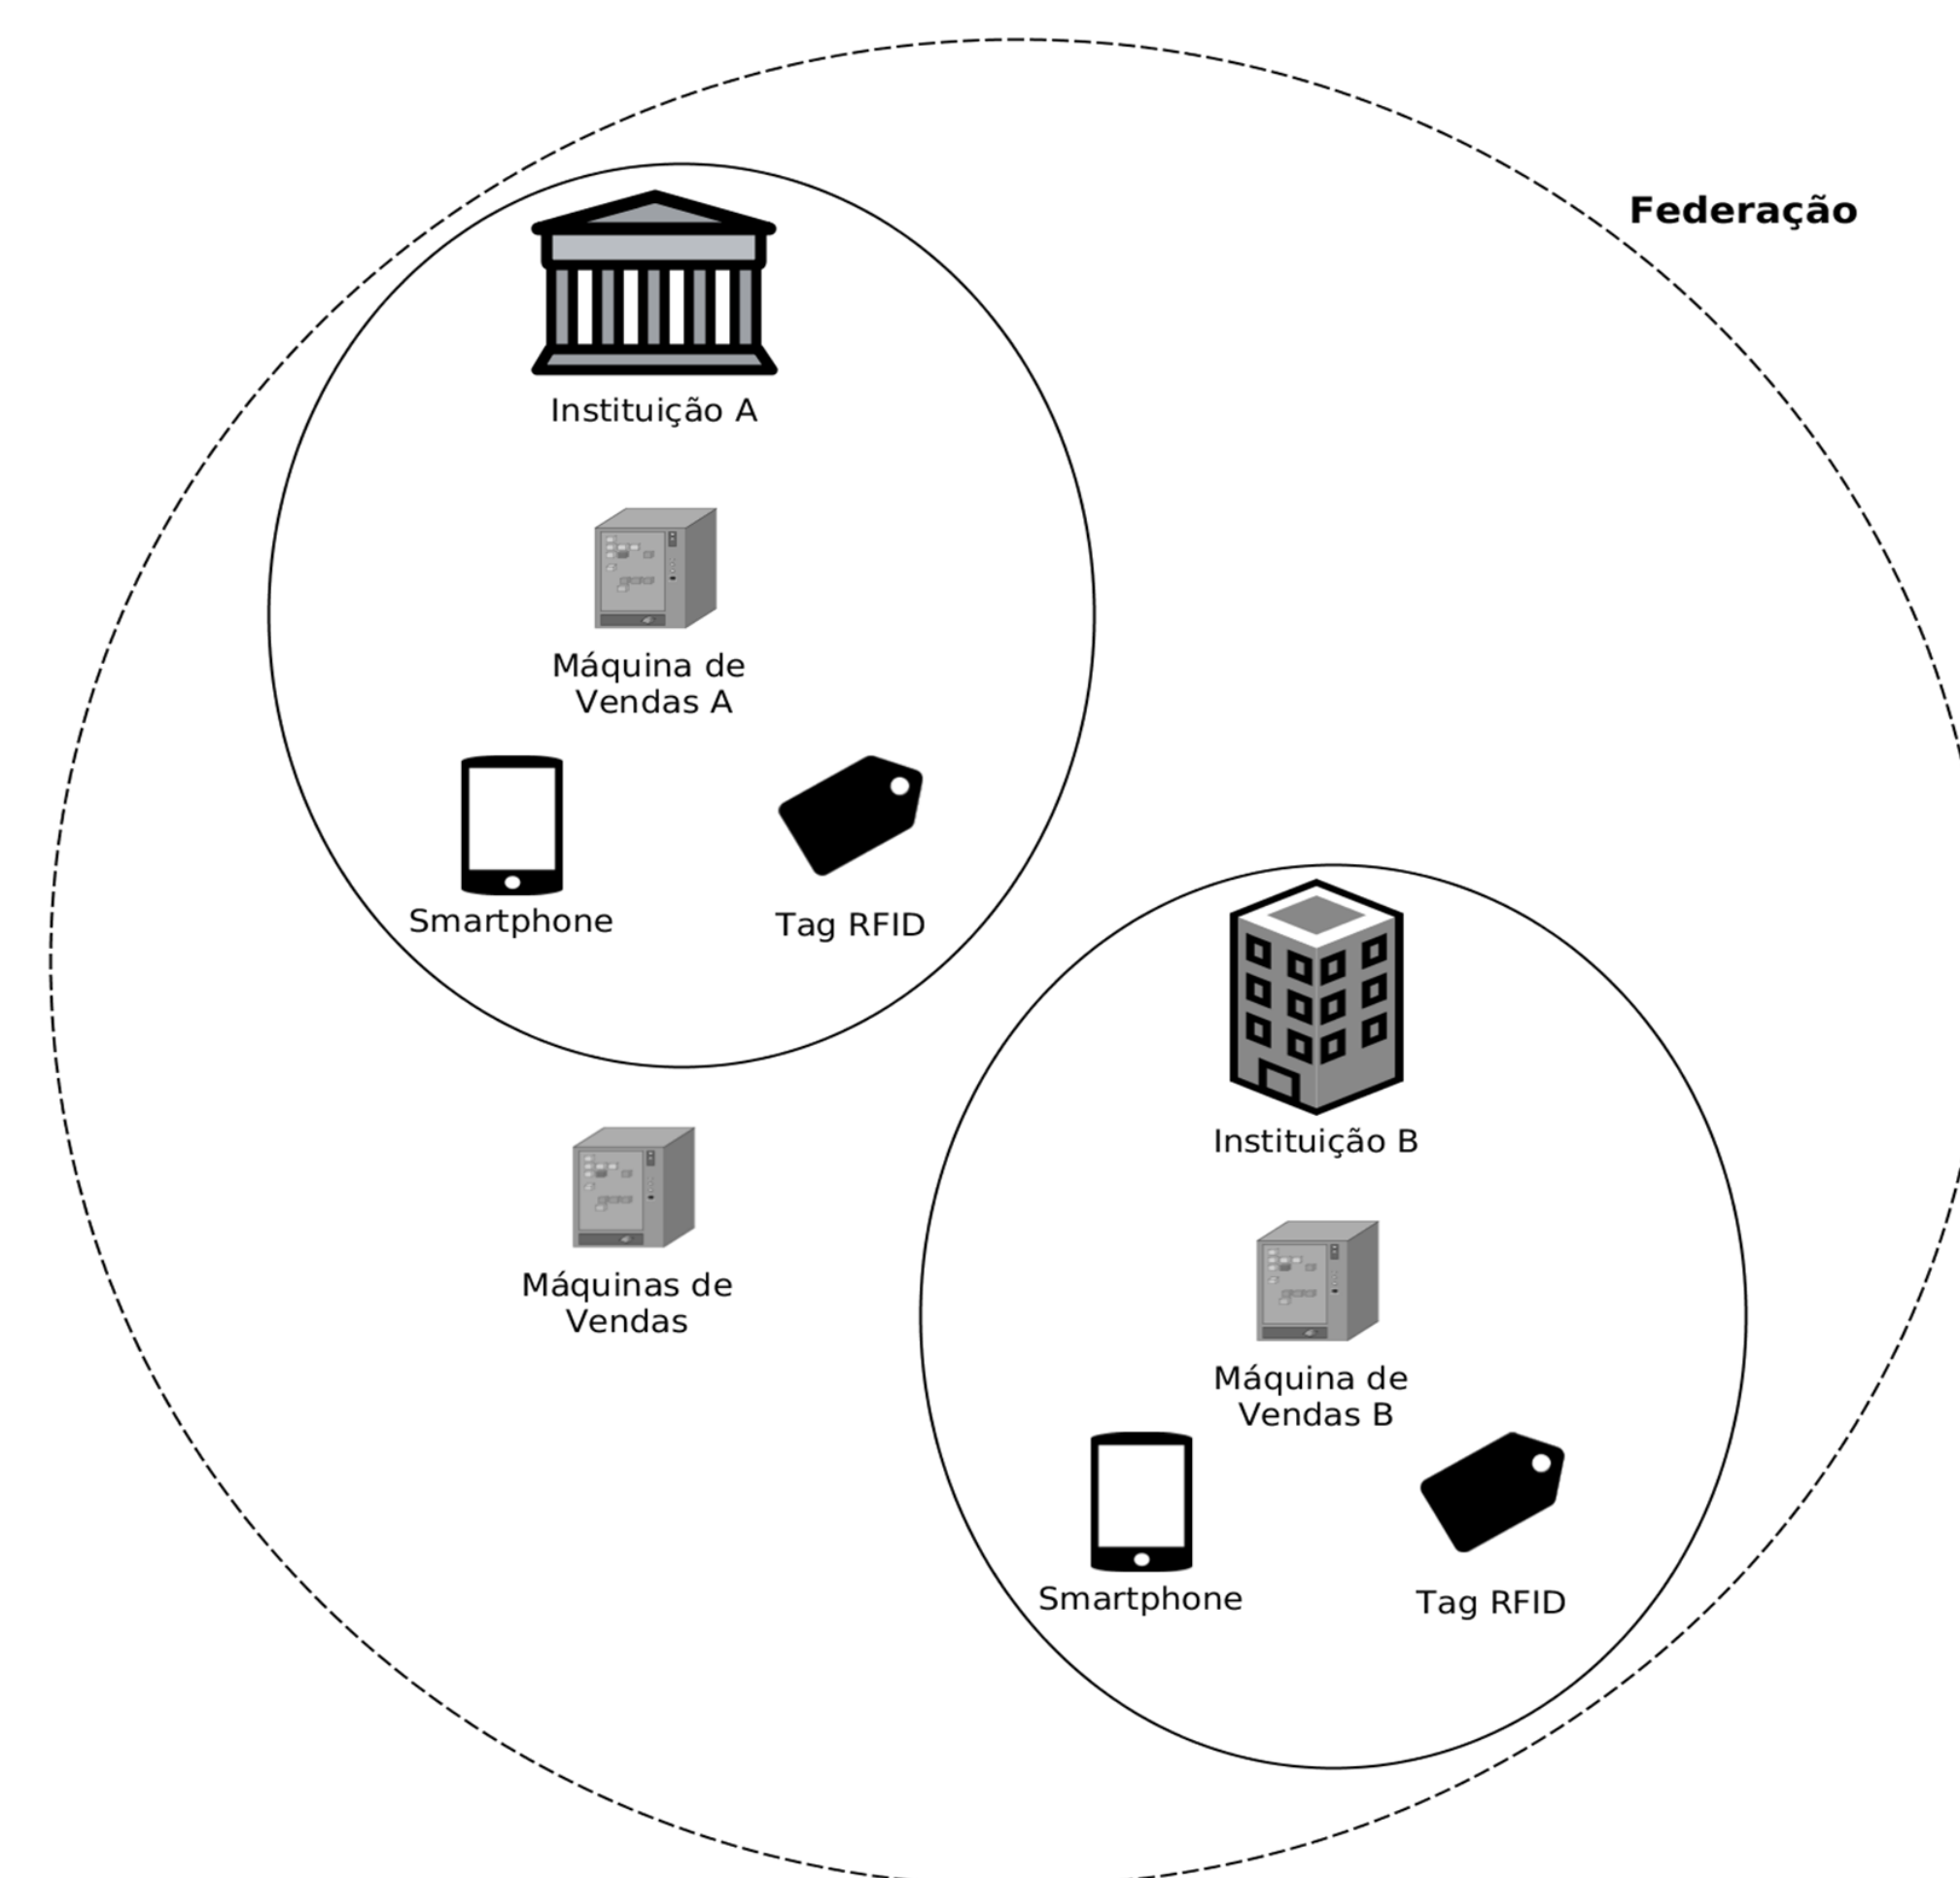 Federação
Instituição A
Máquina de
Vendas A
Smartphone
Tag RFID
Instituição B
Máquinas de
Vendas
Máquina de
Vendas B
Smartphone
Tag RFID